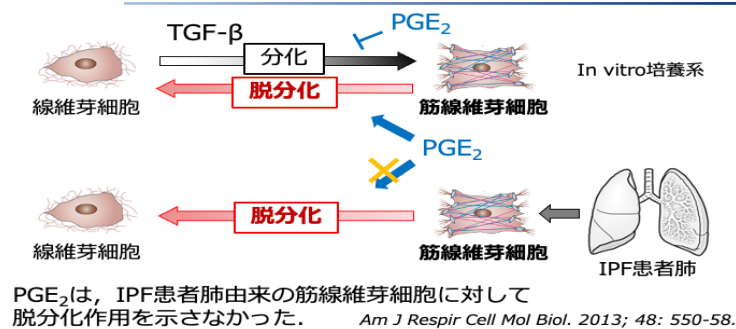 PGE₂
TGF-β
分化
脱分化
線維芽細胞
筋線維芽細胞
In vitro培養系
PGE₂
脱分化
線維芽細胞
筋線維芽細胞
IPF患者肺
PGE₂は，IPF患者肺由来の筋線維芽細胞に対して
脱分化作用を示さなかった．
Am J Respir Cell Mol Biol. 2013; 48: 550-58.